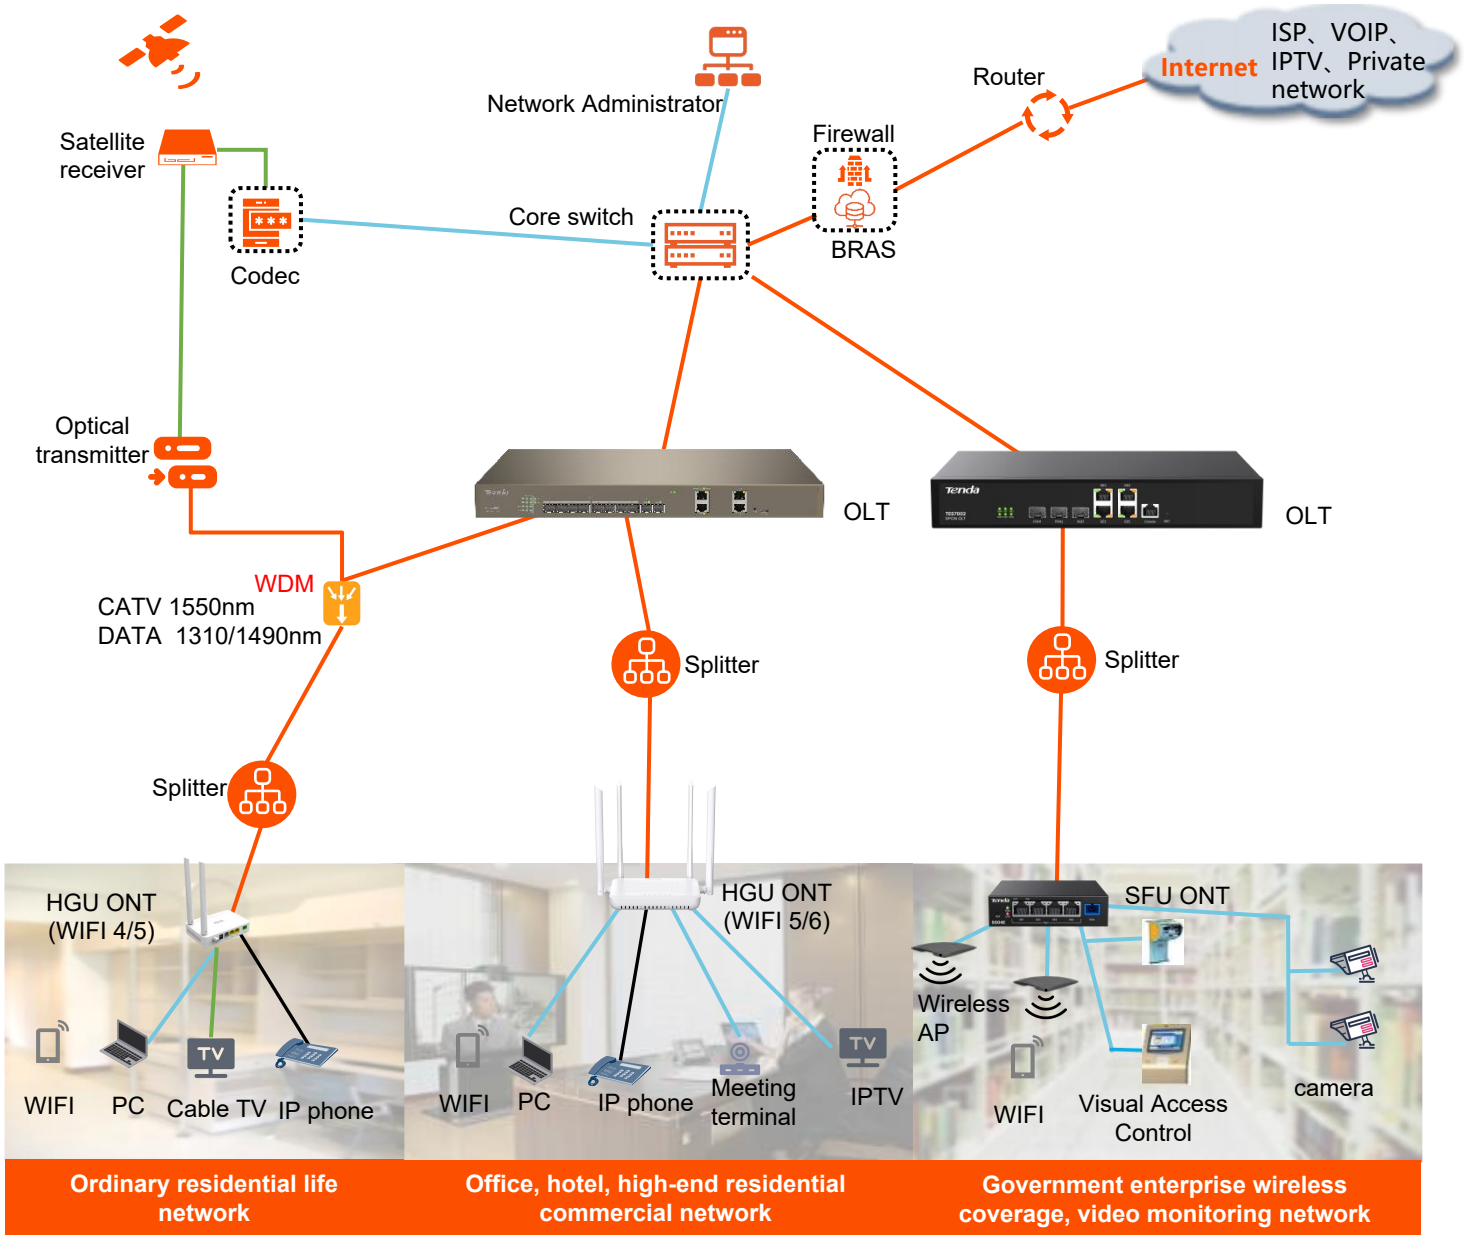 ISP、VOIP、
Internet
IPTV、Private
network
Router
Network Administrator
Firewall
Satellite
receiver
***
Core switch
BRAS
Codec
Optical
transmitter
Tenda
OLT
Tenda
OLT
WDM
CATV 1550nm
DATA 1310/1490nm
Splitter
Splitter
Splitter
HGU ONT
(WIFI 4/5)
HGU ONT
(WIFI 5/6)
Tenda
SFU ONT
Wireless
AP
TV
TV
WIFI
PC
Cable TV
IP phone
WIFI
PC
IP phone
Meeting
terminal
IPTV
WIFI
Visual Access
Control
camera
Ordinary residential life
network
Office, hotel, high-end residential
commercial network
Government enterprise wireless
coverage, video monitoring network